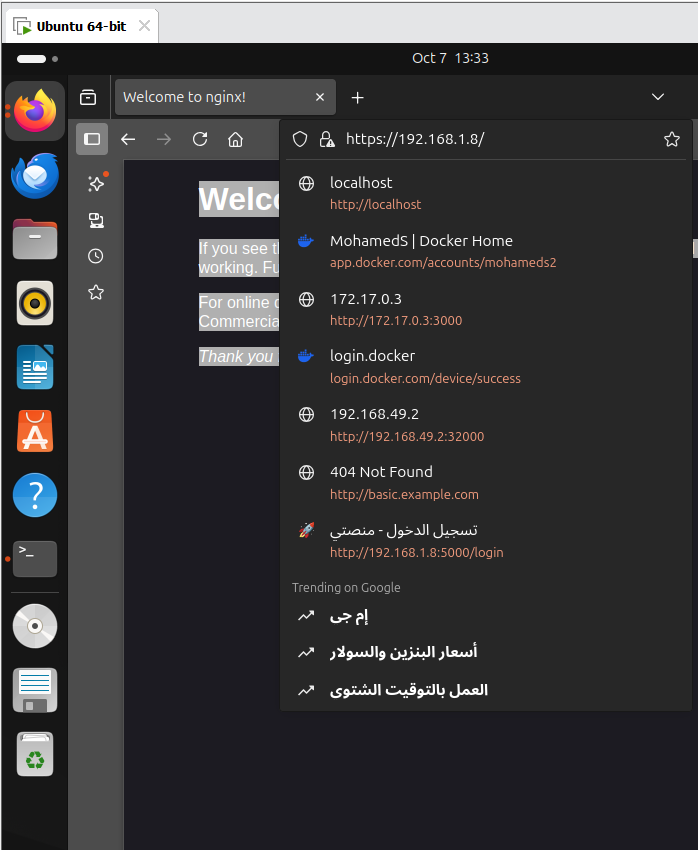 Ubuntu 64-bit
Oct 7 13:33
Welcome to nginx!
https://192.168.1.8/
localhost
http://localhost
MohamedS | Docker Home
app.docker.com/accounts/mohameds2
172.17.0.3
http://172.17.0.3:3000
login.docker
login.docker.com/device/success
192.168.49.2
http://192.168.49.2:32000
404 Not Found
http://basic.example.com
تسجيل الدخول - منصتي
http://192.168.1.8:5000/login
Trending on Google
إم جى
أسعار البنزين والسولار
العمل بالتوقيت الشتوى
If you see
working.
For online
Thank you